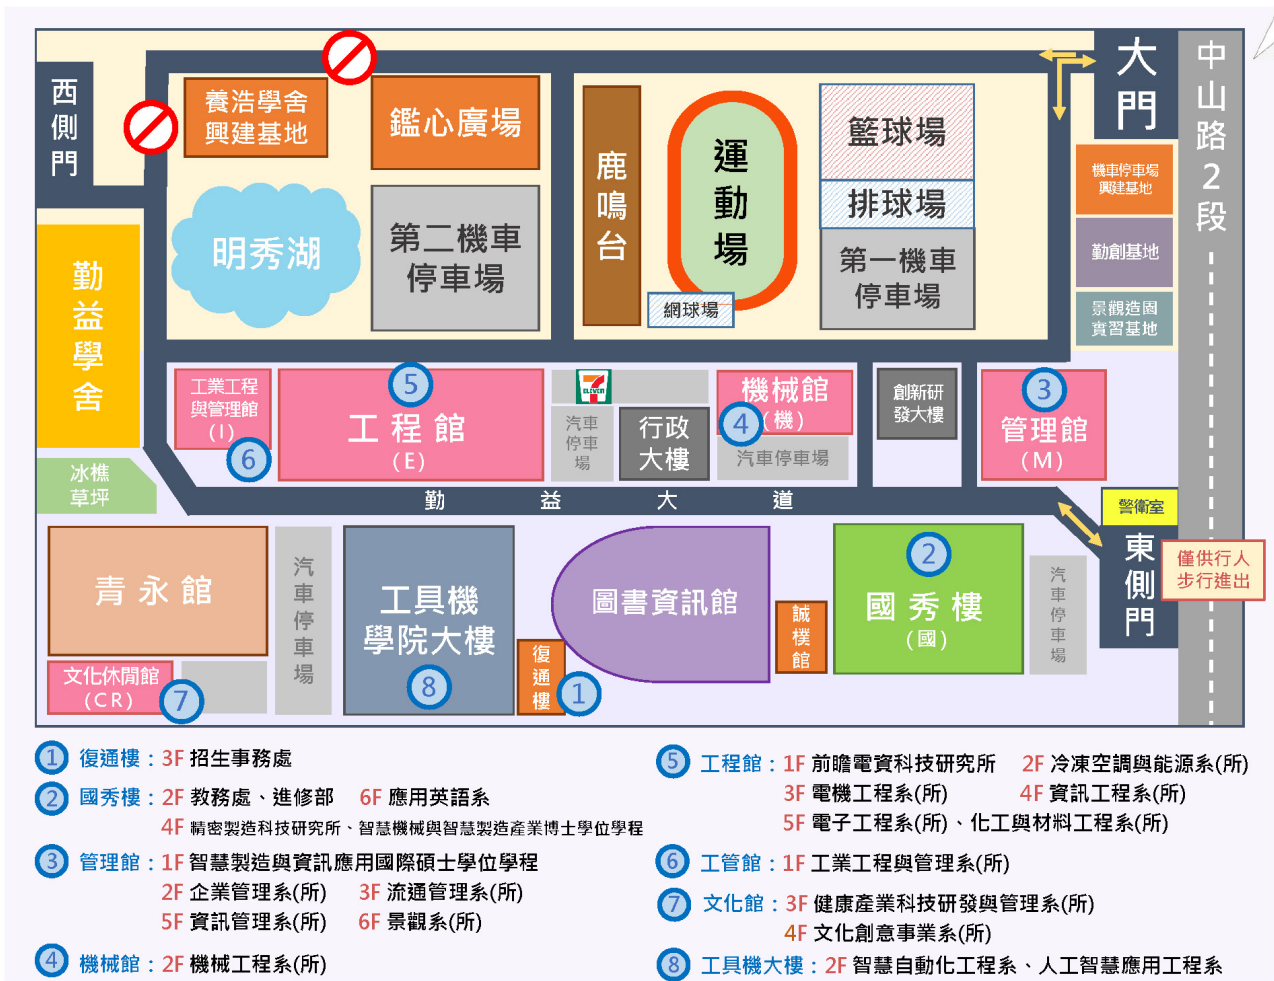 西側門
養浩學舍
興建基地
鑑心廣場
鹿鳴台
運動場
籃球場
排球場
大門
中山路2段
機車停車場
興建基地
勤創基地
景觀造園
實習基地
明秀湖
第二機車
停車場
網球場
第一機車
停車場
勤益學舍
工業工程
與管理館
(I)
6
5
工程館
(E)
7
ELEVEN
汽車
停車
場
行政
大樓
機械館
(機)
4
汽車停車場
創新研
發大樓
3
管理館
(M)
冰樵
草坪
勤益大道
警衛室
東側門
僅供行人
步行進出
青永館
汽車停車場
工具機
學院大樓
8
圖書資訊館
誠樸館
2
國秀樓
(國)
汽車停車場
文化休閒館
(CR)
7
復通樓
1
1 復通樓：3F 招生事務處
2 國秀樓：2F 教務處、進修部 6F 應用英語系
4F 精密製造科技研究所、智慧機械與智慧製造產業博士學位學程
3 管理館：1F 智慧製造與資訊應用國際碩士學位學程
2F 企業管理系(所) 3F 流通管理系(所)
5F 資訊管理系(所) 6F 景觀系(所)
4 機械館：2F 機械工程系(所)
5 工程館：1F 前瞻電資科技研究所 2F 冷凍空調與能源系(所)
3F 電機工程系(所) 4F 資訊工程系(所)
5F 電子工程系(所)、化工與材料工程系(所)
6 工管館：1F 工業工程與管理系(所)
7 文化館：3F 健康產業科技研發與管理系(所)
4F 文化創意事業系(所)
8 工具機大樓：2F 智慧自動化工程系、人工智慧應用工程系